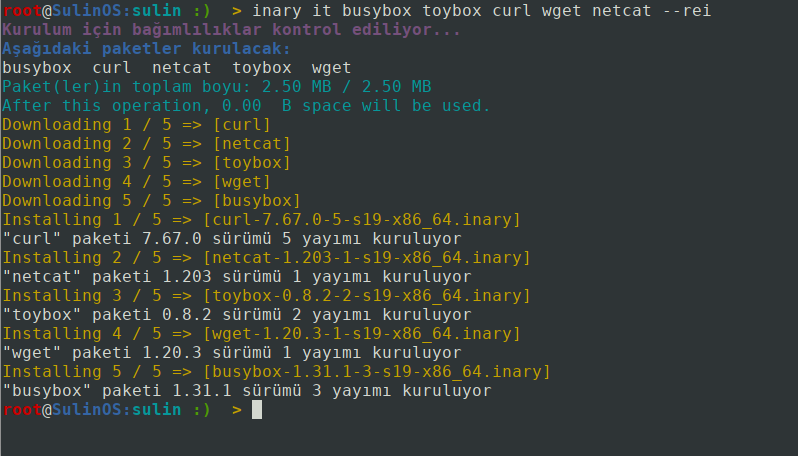 root@SulinOS:sulin :)  > inary it busybox toybox curl wget netcat --rei
Kurulum için bağımlılıklar kontrol ediliyor...
Aşağıdaki paketler kurulacak:
busybox  curl  netcat  toybox  wget
Paket(ler)in toplam boyu: 2.50 MB / 2.50 MB
After this operation, 0.00  B space will be used.
Downloading 1 / 5 => [curl]
Downloading 2 / 5 => [netcat]
Downloading 3 / 5 => [toybox]
Downloading 4 / 5 => [wget]
Downloading 5 / 5 => [busybox]
Installing 1 / 5 => [curl-7.67.0-5-s19-x86_64.inary]
"curl" paketi 7.67.0 sürümü 5 yayımı kuruluyor
Installing 2 / 5 => [netcat-1.203-1-s19-x86_64.inary]
"netcat" paketi 1.203 sürümü 1 yayımı kuruluyor
Installing 3 / 5 => [toybox-0.8.2-2-s19-x86_64.inary]
"toybox" paketi 0.8.2 sürümü 2 yayımı kuruluyor
Installing 4 / 5 => [wget-1.20.3-1-s19-x86_64.inary]
"wget" paketi 1.20.3 sürümü 1 yayımı kuruluyor
Installing 5 / 5 => [busybox-1.31.1-3-s19-x86_64.inary]
"busybox" paketi 1.31.1 sürümü 3 yayımı kuruluyor
root@SulinOS:sulin :)  >